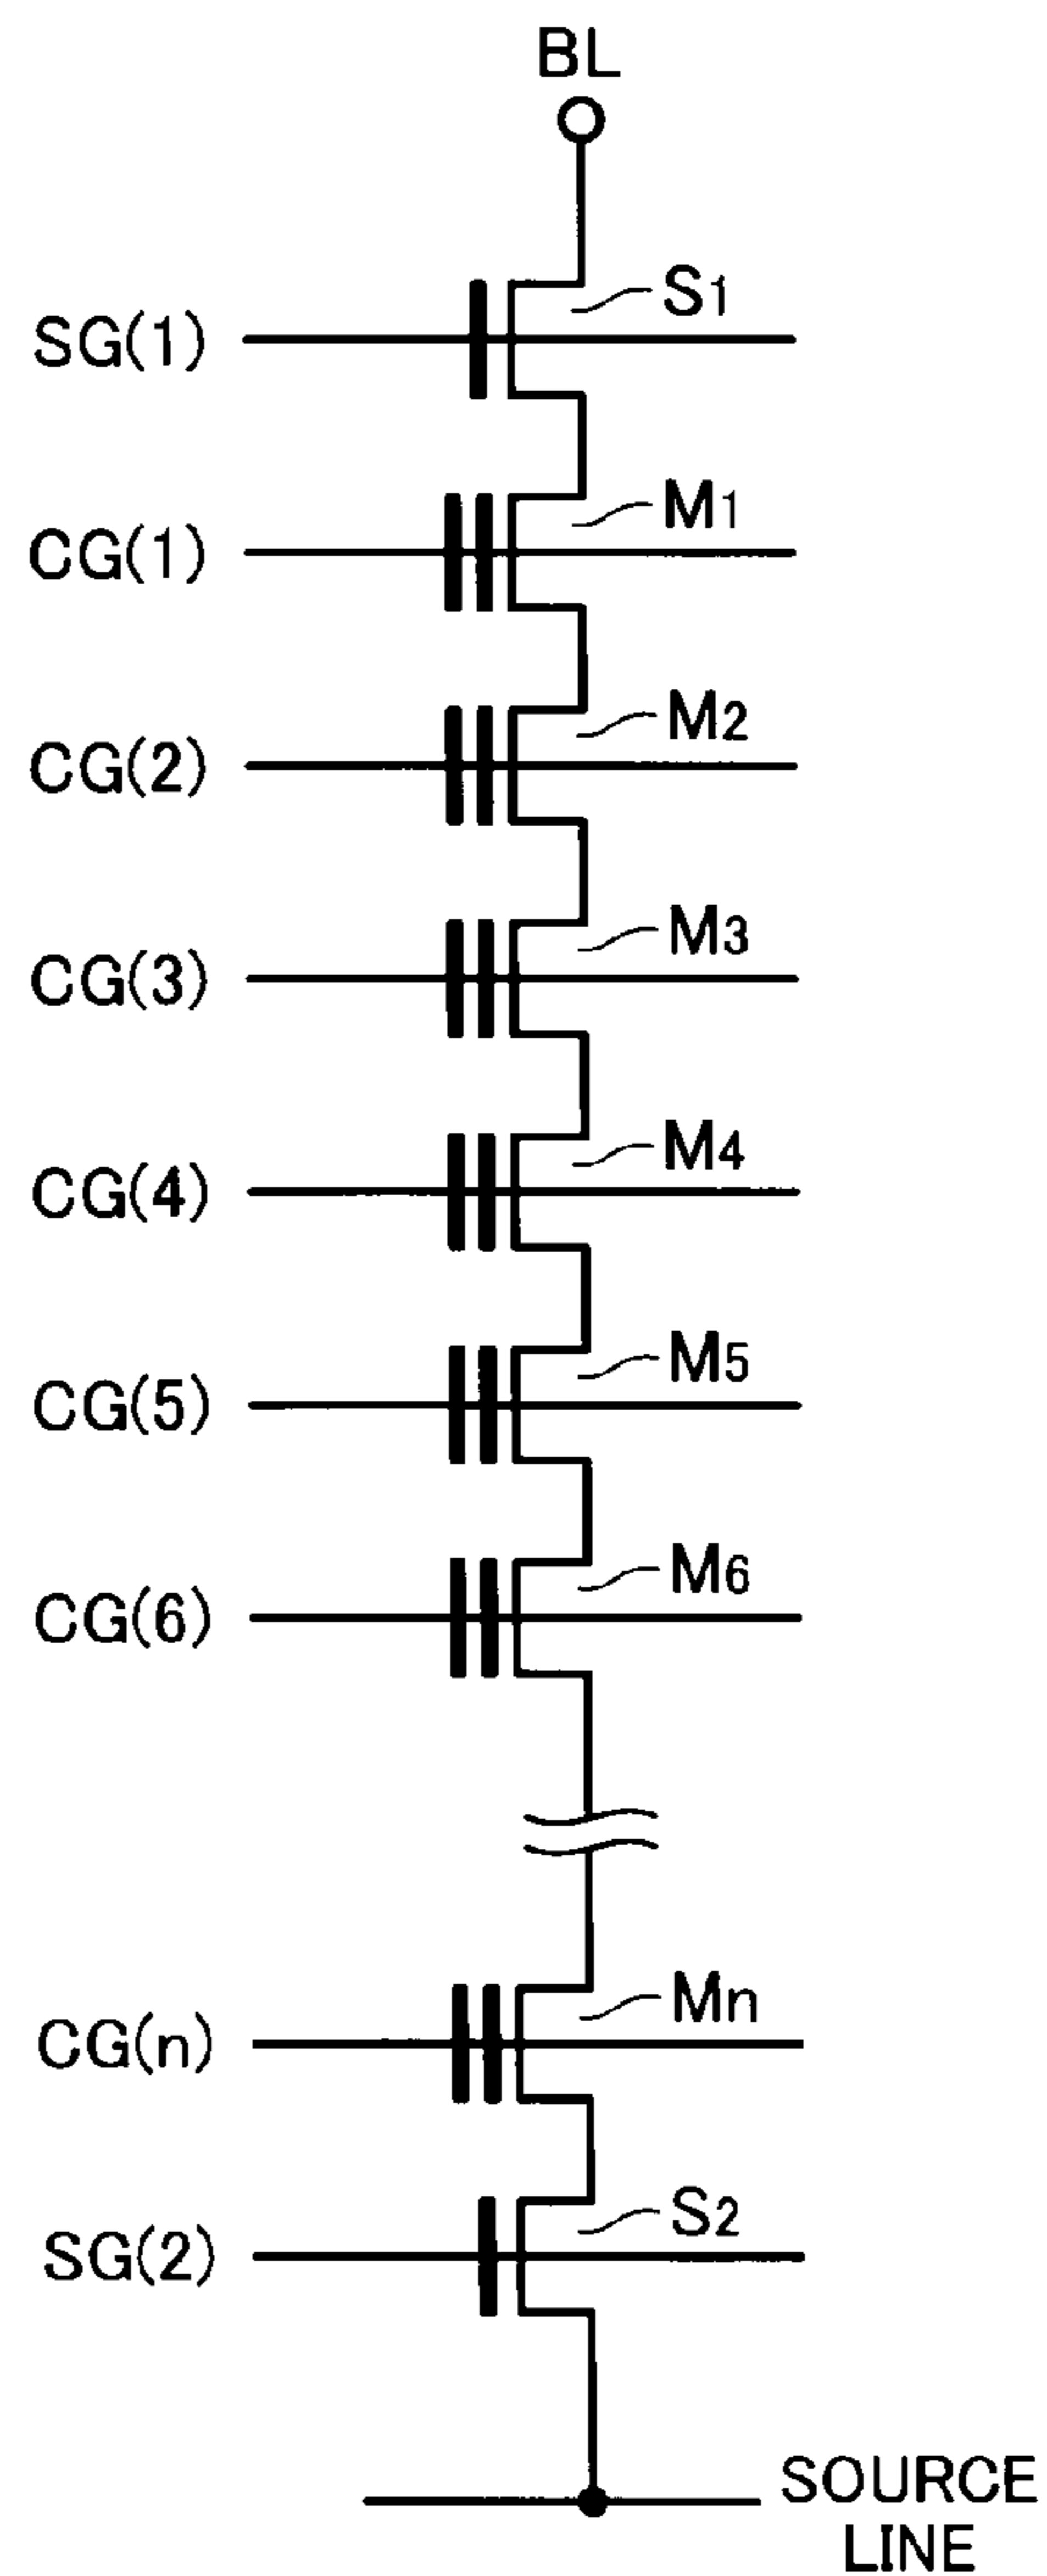 BL
SG(1) S1
CG(1) M1
CG(2) M2
CG(3) M3
CG(4) M4
CG(5) M5
CG(6) M6
CG(n) Mn
SG(2) S2
SOURCE
LINE